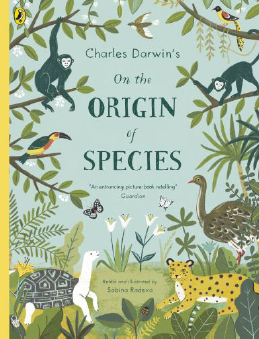 Charles Darwin's
On the
ORIGIN
of
SPECIES
"An entrancing picture book retelling"
Guardian
Retold and illustrated by
Sabina Radeva